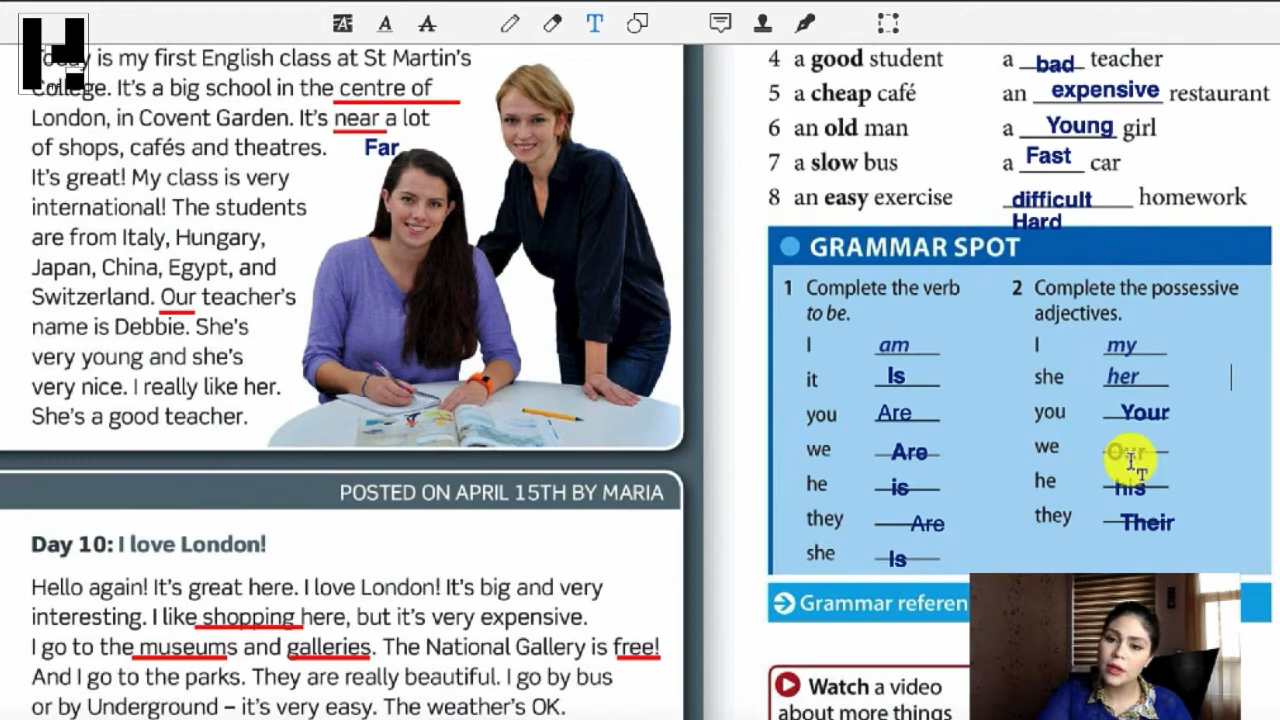 Today is my first English class at St Martin's
College. It's a big school in the centre of
London, in Covent Garden. It's near a lot
of shops, cafés and theatres. Far
It's great! My class is very
international! The students
are from Italy, Hungary,
Japan, China, Egypt, and
Switzerland. Our teacher's
name is Debbie. She's
very young and she's
very nice. I really like her.
She's a good teacher.
POSTED ON APRIL 15TH BY MARIA
Day 10: I love London!
Hello again! It's great here. I love London! It's big and very
interesting. I like shopping here, but it's very expensive.
I go to the museums and galleries. The National Gallery is free!
And I go to the parks. They are really beautiful. I go by bus
or by Underground – it's very easy. The weather's OK.
4 a good student a bad teacher
5 a cheap café an expensive restaurant
6 an old man a Young girl
7 a slow bus a Fast car
8 an easy exercise difficult homework
Hard
GRAMMAR SPOT
1 Complete the verb
to be.
I am
it Is
you Are
we Are
he is
they Are
she Is
2 Complete the possessive
adjectives.
I my
she her
you Your
we Our
he his
they Their
Grammar referen
Watch a video
about more things